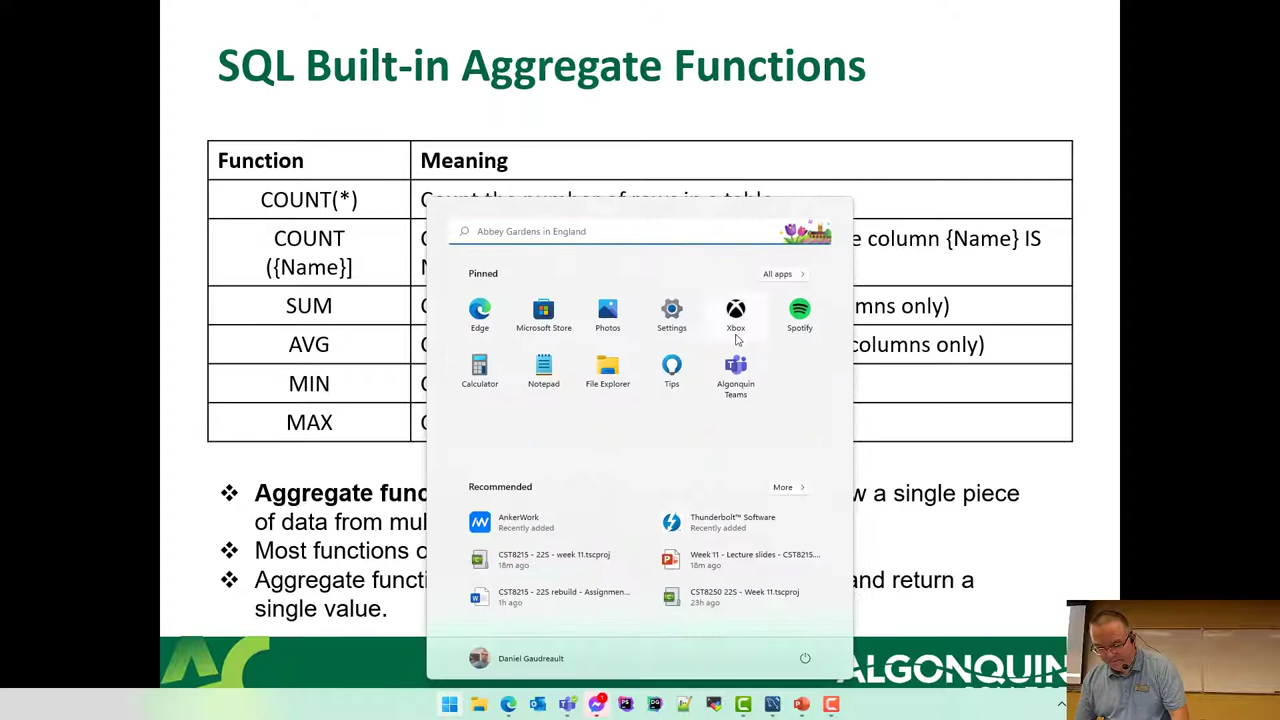 SQL Built-in Aggregate Functions
Function
Meaning
COUNT(*)
Count the number of rows in a table
COUNT
({Name}]
e column {Name} IS
SUM
mns only)
AVG
columns only)
MIN
MAX
Abbey Gardens in England
Pinned
All apps
Edge
Microsoft Store
Photos
Settings
Xbox
Spotify
Calculator
Notepad
File Explorer
Tips
Algonquin
Teams
Recommended
More
AnkerWork
Recently added
Thunderbolt™ Software
Recently added
CST8215 - 22S - week 11.tscproj
18m ago
Week 11 - Lecture slides - CST8215....
18m ago
CST8215 - 22S rebuild - Assignmen...
1h ago
CST8250 22S - Week 11.tscproj
23h ago
Daniel Gaudreault
❖ Aggregate func
w a single piece
of data from mul
❖ Most functions o
❖ Aggregate functi
and return a
single value.
ALGONQUIN